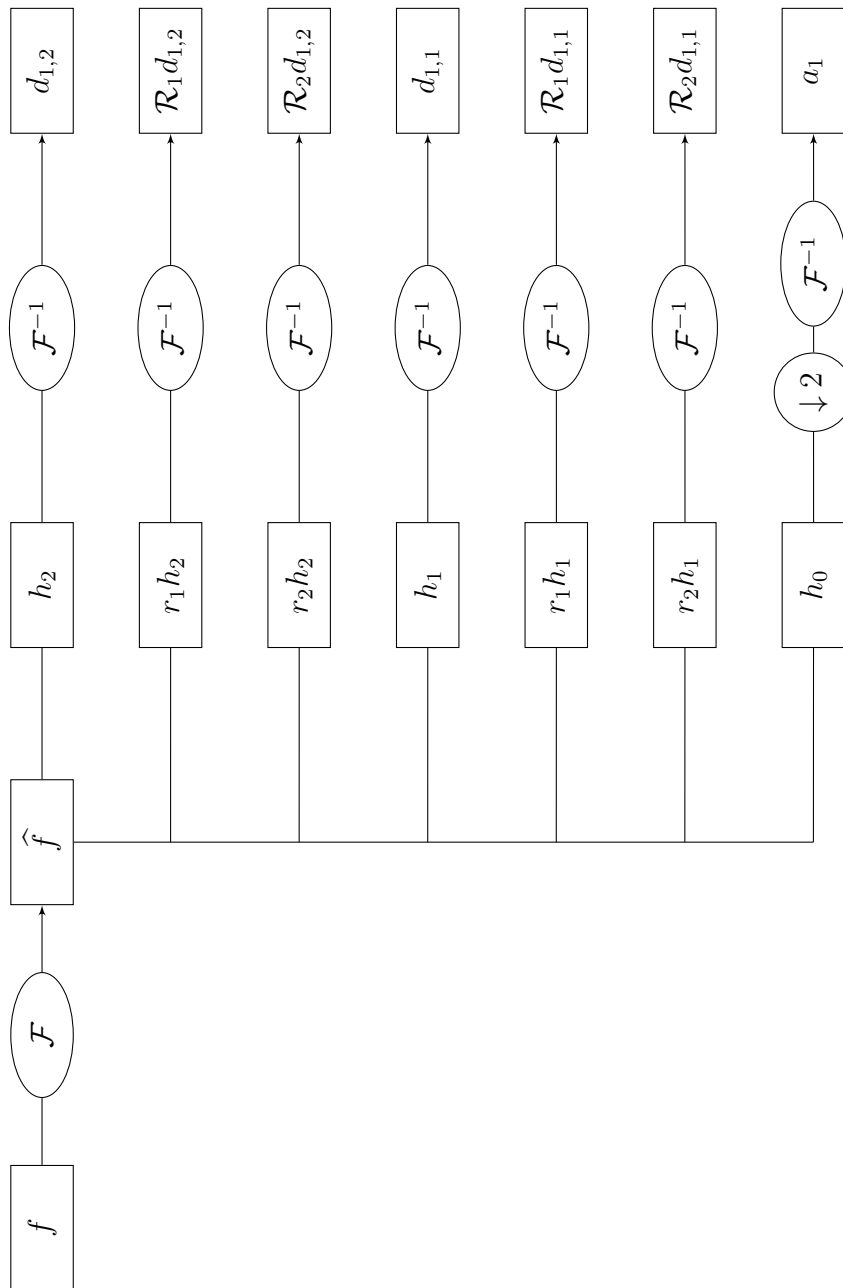 f ℱ f̂ h₂ ℱ⁻¹ d₁,₂
r₁h₂ ℱ⁻¹ ℛ₁d₁,₂
r₂h₂ ℱ⁻¹ ℛ₂d₁,₂
h₁ ℱ⁻¹ d₁,₁
r₁h₁ ℱ⁻¹ ℛ₁d₁,₁
r₂h₁ ℱ⁻¹ ℛ₂d₁,₁
h₀ ↓2 ℱ⁻¹ a₁